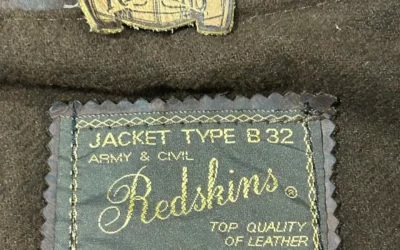 JACKET TYPE B 32
ARMY & CIVIL
Redskins ®
TOP QUALITY
OF LEATHER